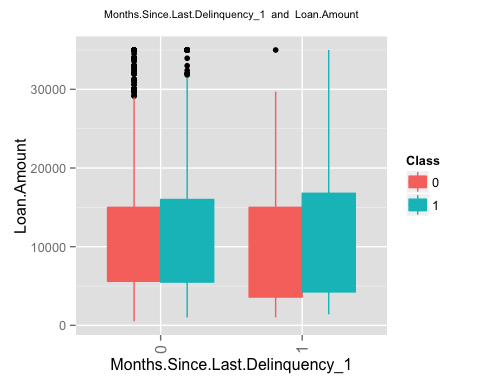 Months.Since.Last.Delinquency_1 and Loan.Amount
30000
20000
10000
0
Loan.Amount
0
1
Months.Since.Last.Delinquency_1
Class
0
1